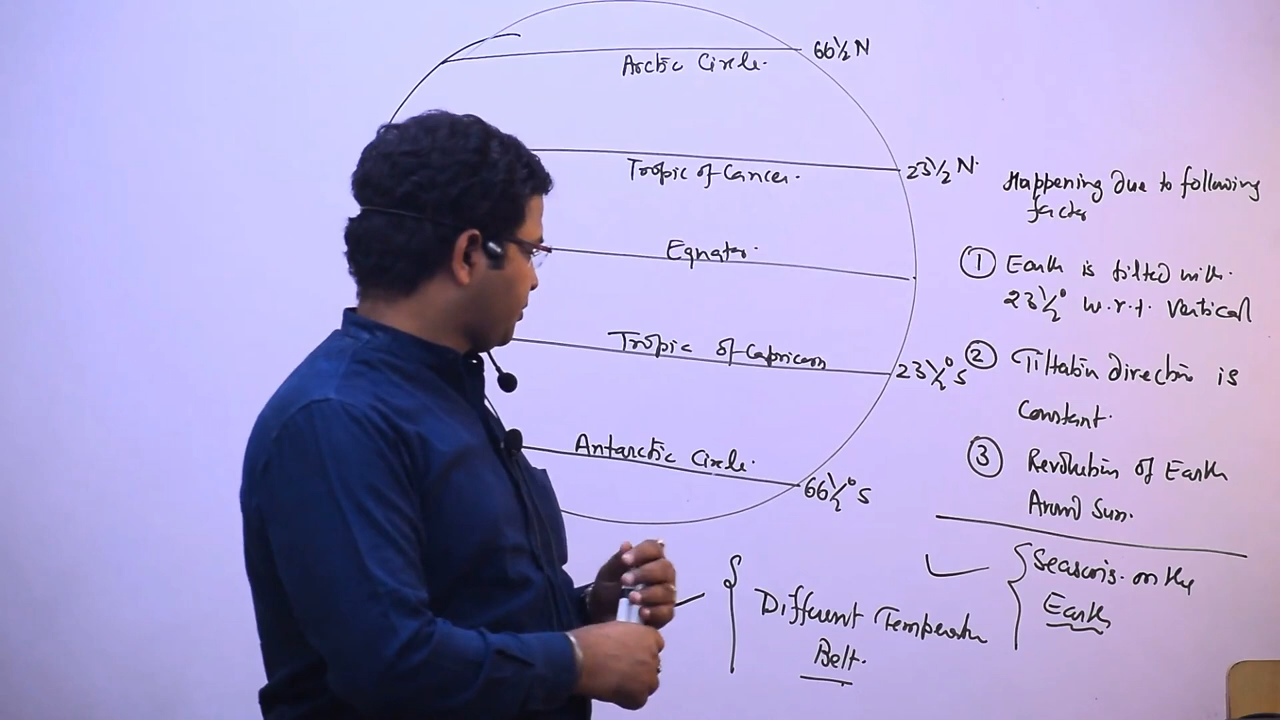 66½ N
Arctic Circle.
23½ N.
Tropic of Cancer.
Equator.
Tropic of Capricorn
23½° S
Antarctic Circle.
66½° S
Happening Due to following
factor
① Earth is tilted with.
23½° w.r.t. Vertical
② Tiltation direction is
Constant.
③ Revolution of Earth
Around Sun.
Seasons. on the
Earth
Different Temperature
Belt.